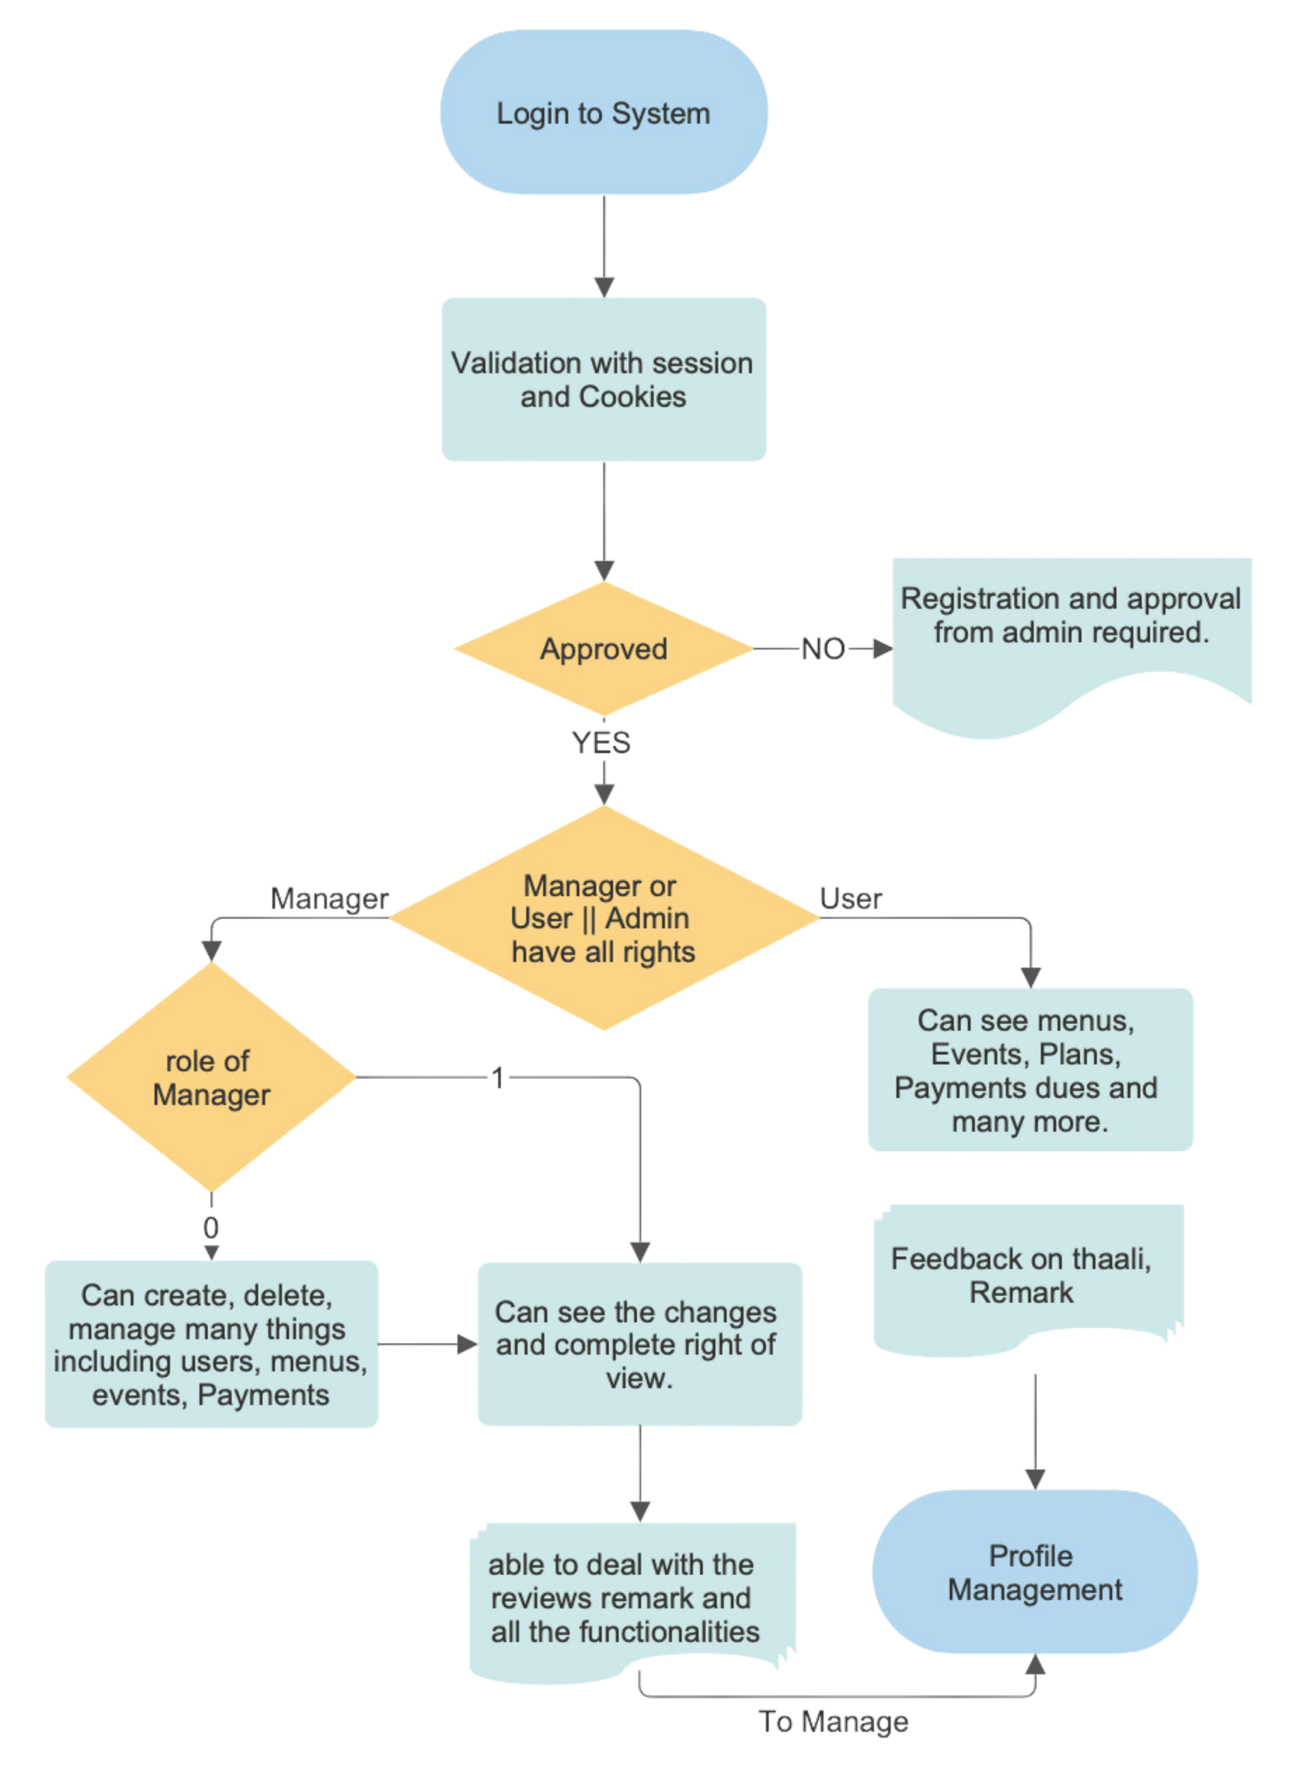 Login to System
Validation with session
and Cookies
Approved
NO
Registration and approval
from admin required.
YES
Manager or
User || Admin
have all rights
Manager
User
role of
Manager
1
Can see menus,
Events, Plans,
Payments dues and
many more.
0
Feedback on thaali,
Remark
Can create, delete,
manage many things
including users, menus,
events, Payments
Can see the changes
and complete right of
view.
able to deal with the
reviews remark and
all the functionalities
Profile
Management
To Manage